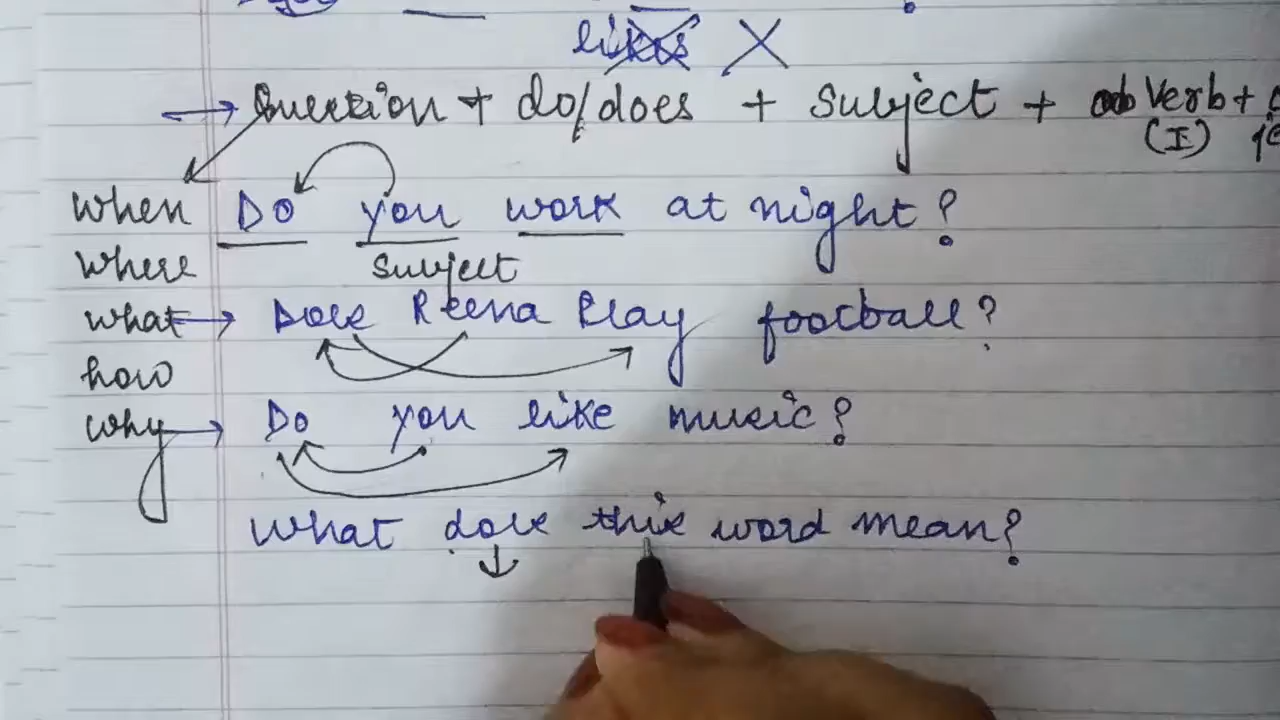 likes X
→ Question + do/does + Subject + Verb +
(I)
when Do you work at night?
where subject
what → Does Reena Play football?
how
why → Do you like music?
What does this word mean?